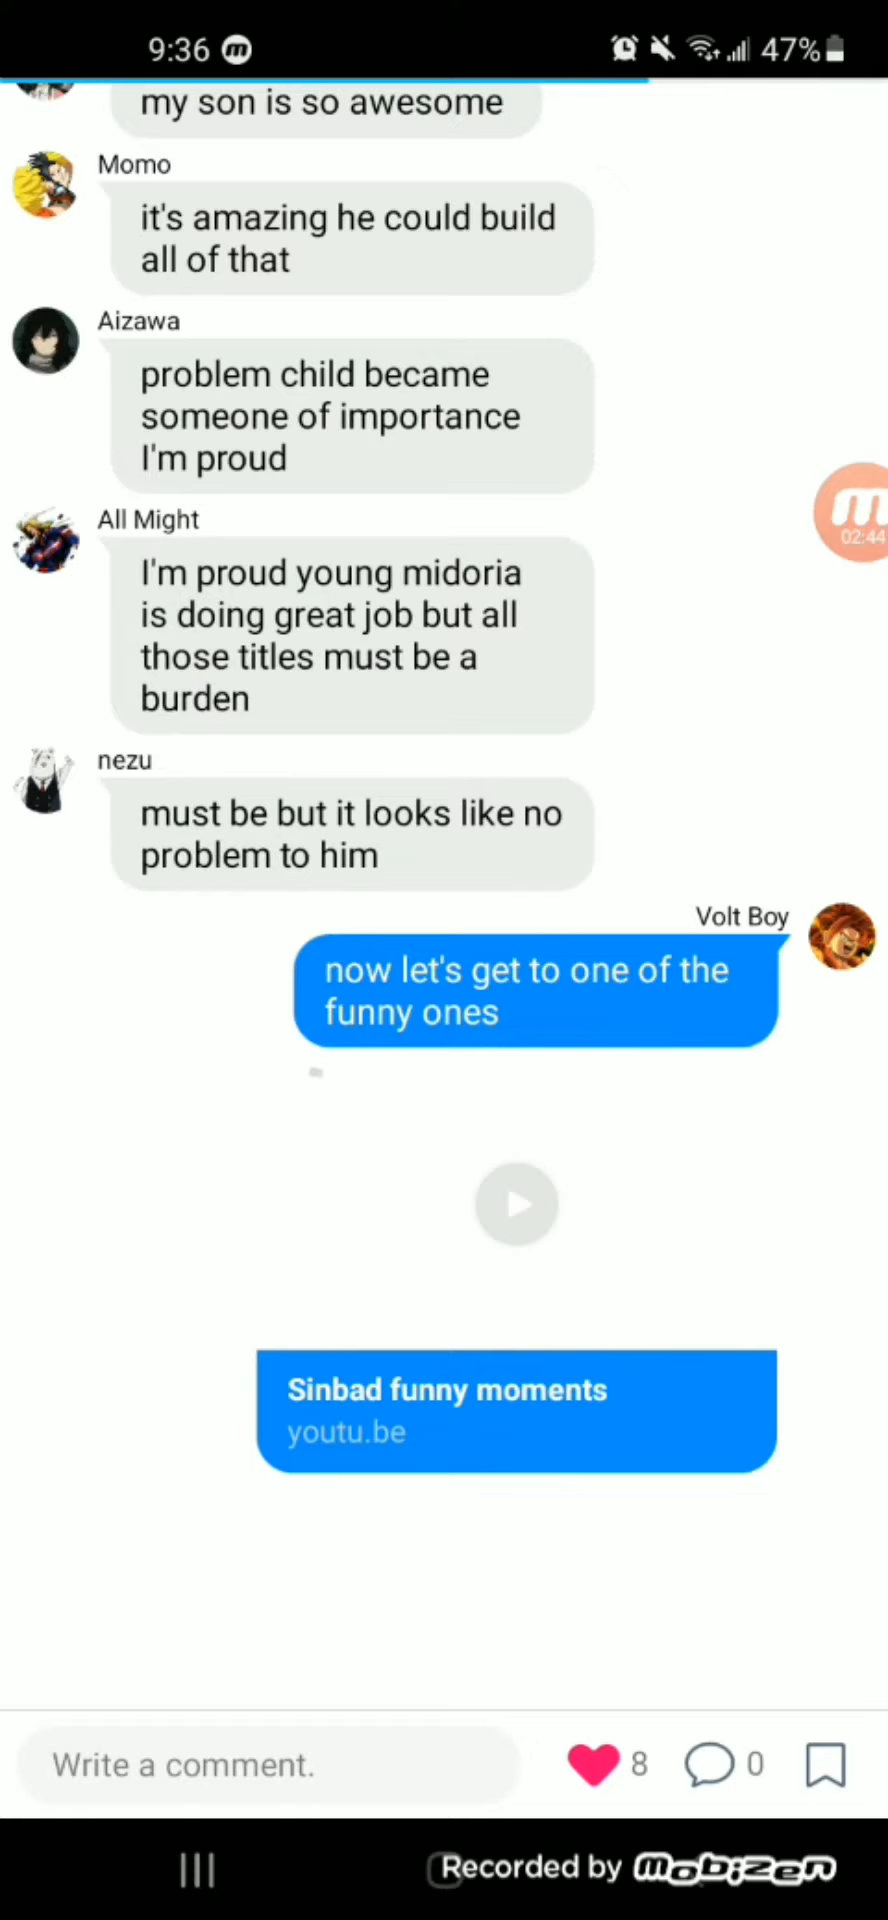 9:36 m 47%
my son is so awesome
Momo
it's amazing he could build
all of that
Aizawa
problem child became
someone of importance
I'm proud
m
02:44
All Might
I'm proud young midoria
is doing great job but all
those titles must be a
burden
nezu
must be but it looks like no
problem to him
Volt Boy
now let's get to one of the
funny ones
Sinbad funny moments
youtu.be
Write a comment. 8 0
Recorded by Mobizen